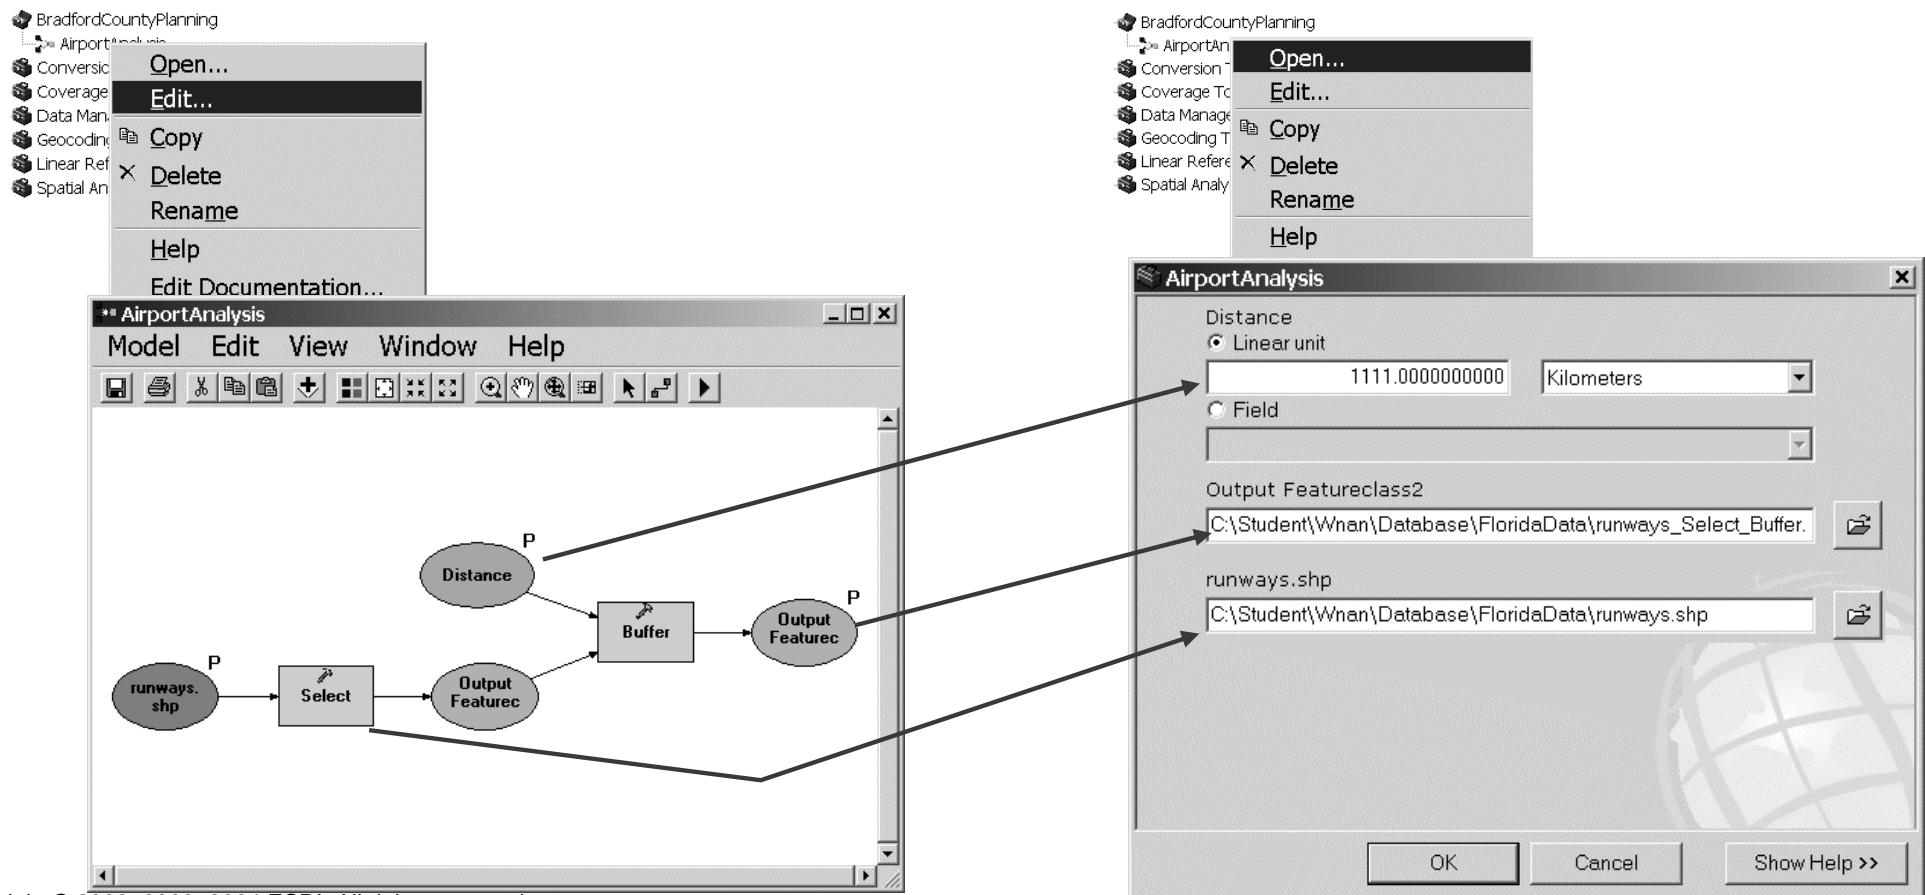 BradfordCountyPlanning
Open...
Edit...
Copy
Delete
Rename
Help
Edit Documentation...
Conversic
Coverage
Data Man
Geocoding
Linear Ref
Spatial An
AirportAnalysis
Model Edit View Window Help
Distance
P
Buffer
Output
Featurec
P
runways.
shp
P
Select
Output
Featurec
BradfordCountyPlanning
AirportAn
Conversion T
Coverage To
Data Manage
Geocoding T
Linear Refere
Spatial Analy
Open...
Edit...
Copy
Delete
Rename
Help
AirportAnalysis
Distance
Linear unit
1111.0000000000 Kilometers
Field
Output Featureclass2
C:\Student\Wnan\Database\FloridaData\runways_Select_Buffer.
runways.shp
C:\Student\Wnan\Database\FloridaData\runways.shp
OK Cancel Show Help >>